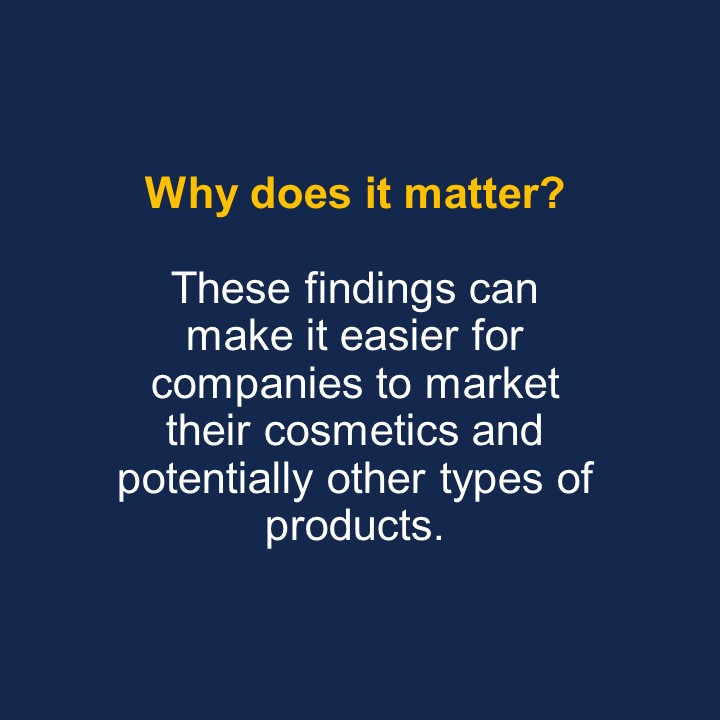 Why does it matter?
These findings can
make it easier for
companies to market
their cosmetics and
potentially other types of
products.